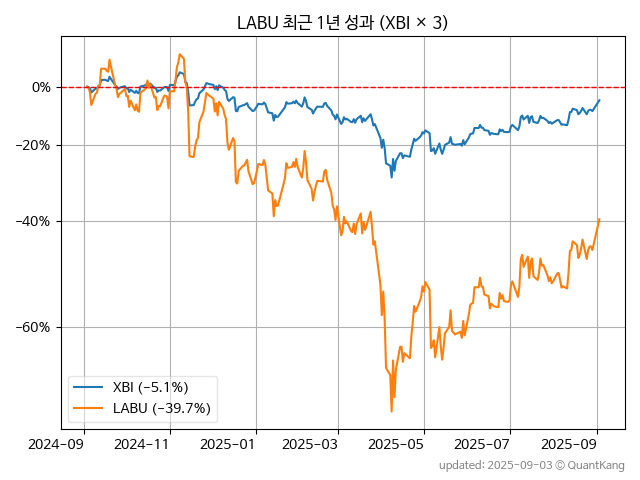 LABU 최근 1년 성과 (XBI × 3)
0%
−20%
−40%
−60%
XBI (−5.1%)
LABU (−39.7%)
2024-09 2024-11 2025-01 2025-03 2025-05 2025-07 2025-09
updated: 2025-09-03 © QuantKang